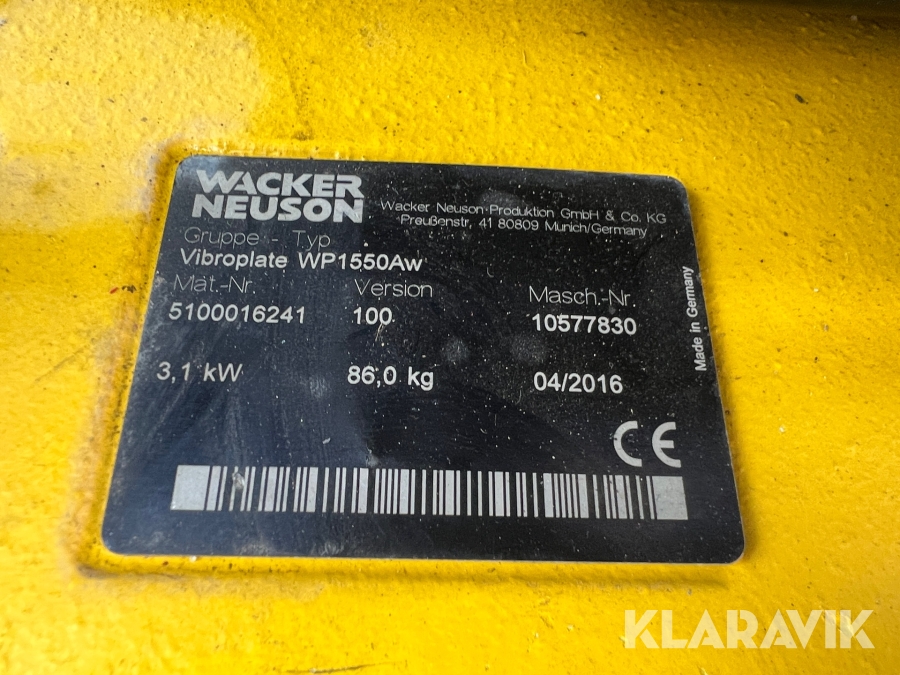 WACKER
NEUSON
Wacker Neuson Produktion GmbH & Co. KG
Preußenstr. 41 80809 Munich/Germany
Gruppe - Typ
Vibroplate WP1550Aw
Mat.-Nr. Version Masch.-Nr.
5100016241 100 10577830
3,1 kW 86,0 kg 04/2016
Made in Germany
CE
KLARAVIK